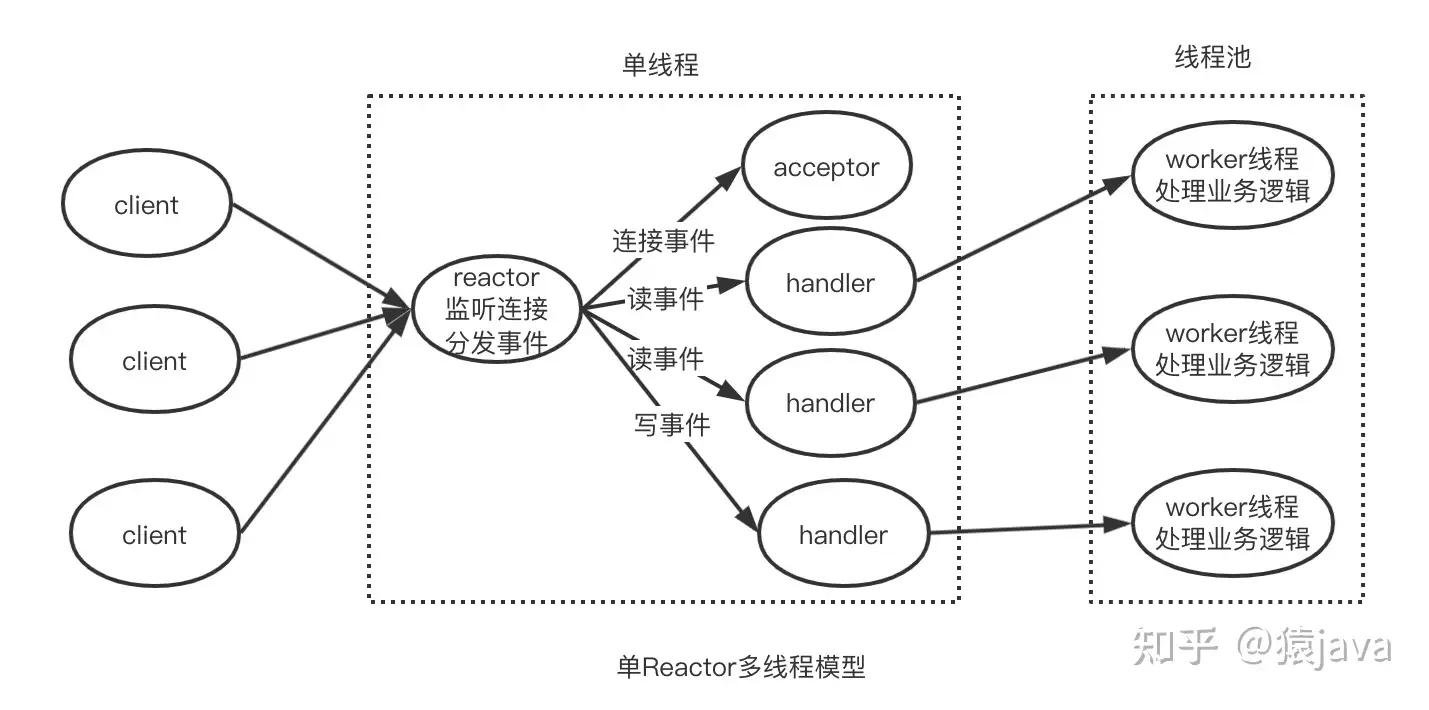 单线程
线程池
client
client
client
reactor
监听连接
分发事件
连接事件
读事件
读事件
写事件
acceptor
handler
handler
handler
worker线程
处理业务逻辑
worker线程
处理业务逻辑
worker线程
处理业务逻辑
单Reactor多线程模型
知乎 @猿java